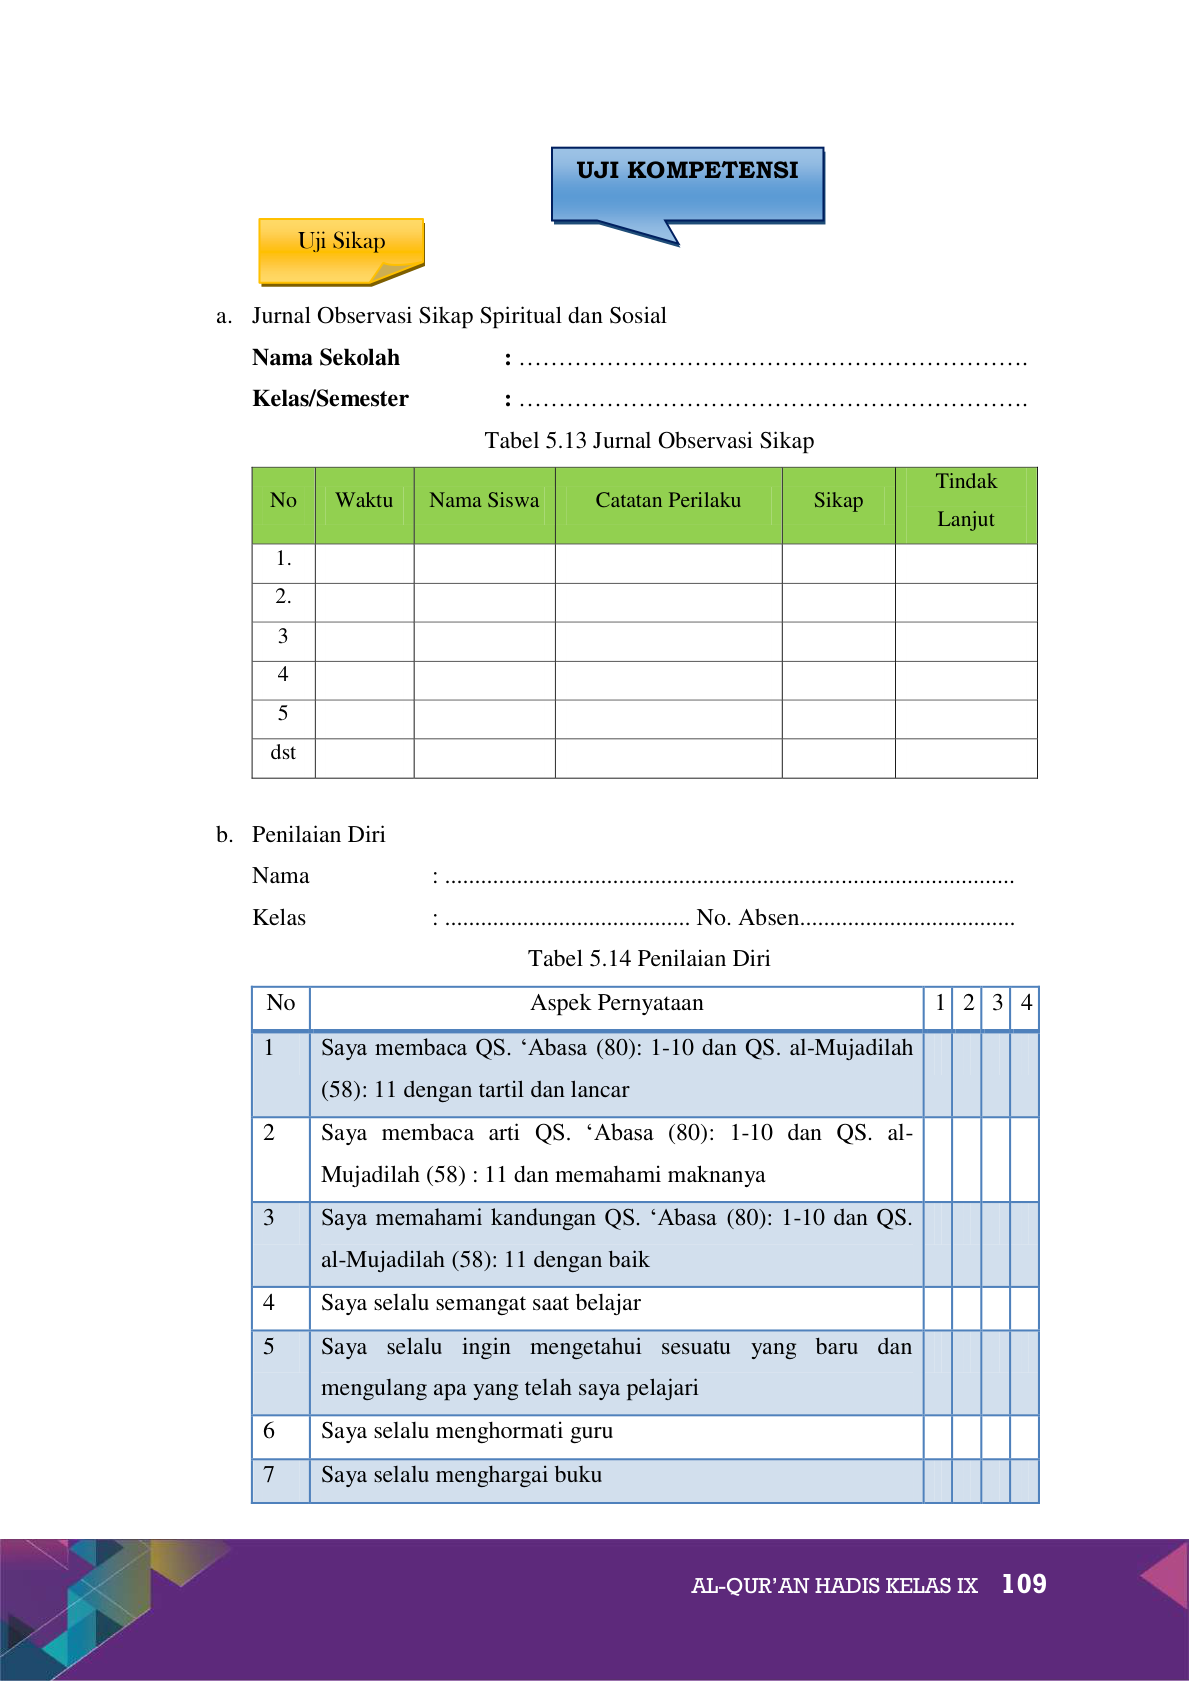 UJI KOMPETENSI
Uji Sikap
a. Jurnal Observasi Sikap Spiritual dan Sosial
Nama Sekolah : ……………………………………………………….
Kelas/Semester : ……………………………………………………….
Tabel 5.13 Jurnal Observasi Sikap
No Waktu Nama Siswa Catatan Perilaku Sikap Tindak
Lanjut
1.
2.
3
4
5
dst
b. Penilaian Diri
Nama : ...............................................................................................
Kelas : ......................................... No. Absen....................................
Tabel 5.14 Penilaian Diri
No Aspek Pernyataan 1 2 3 4
1 Saya membaca QS. ‘Abasa (80): 1-10 dan QS. al-Mujadilah
(58): 11 dengan tartil dan lancar
2 Saya membaca arti QS. ‘Abasa (80): 1-10 dan QS. al-
Mujadilah (58) : 11 dan memahami maknanya
3 Saya memahami kandungan QS. ‘Abasa (80): 1-10 dan QS.
al-Mujadilah (58): 11 dengan baik
4 Saya selalu semangat saat belajar
5 Saya selalu ingin mengetahui sesuatu yang baru dan
mengulang apa yang telah saya pelajari
6 Saya selalu menghormati guru
7 Saya selalu menghargai buku
AL-QUR’AN HADIS KELAS IX 109